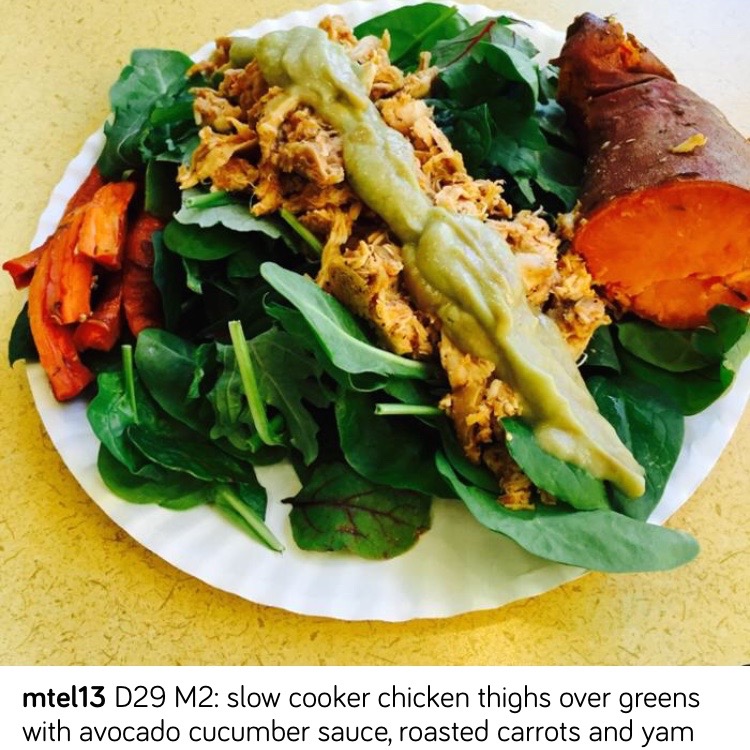 mtel13 D29 M2: slow cooker chicken thighs over greens
with avocado cucumber sauce, roasted carrots and yam